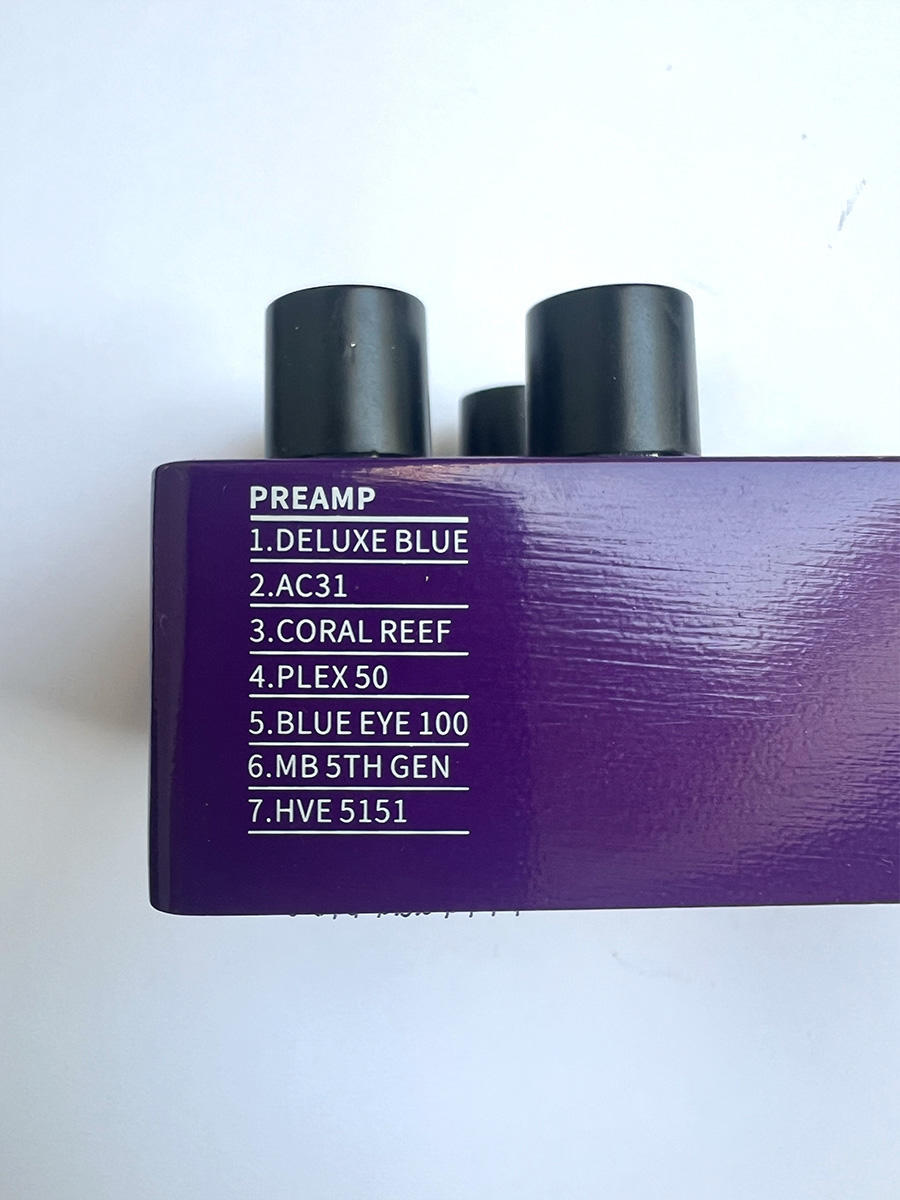 PREAMP
1.DELUXE BLUE
2.AC31
3.CORAL REEF
4.PLEX 50
5.BLUE EYE 100
6.MB 5TH GEN
7.HVE 5151